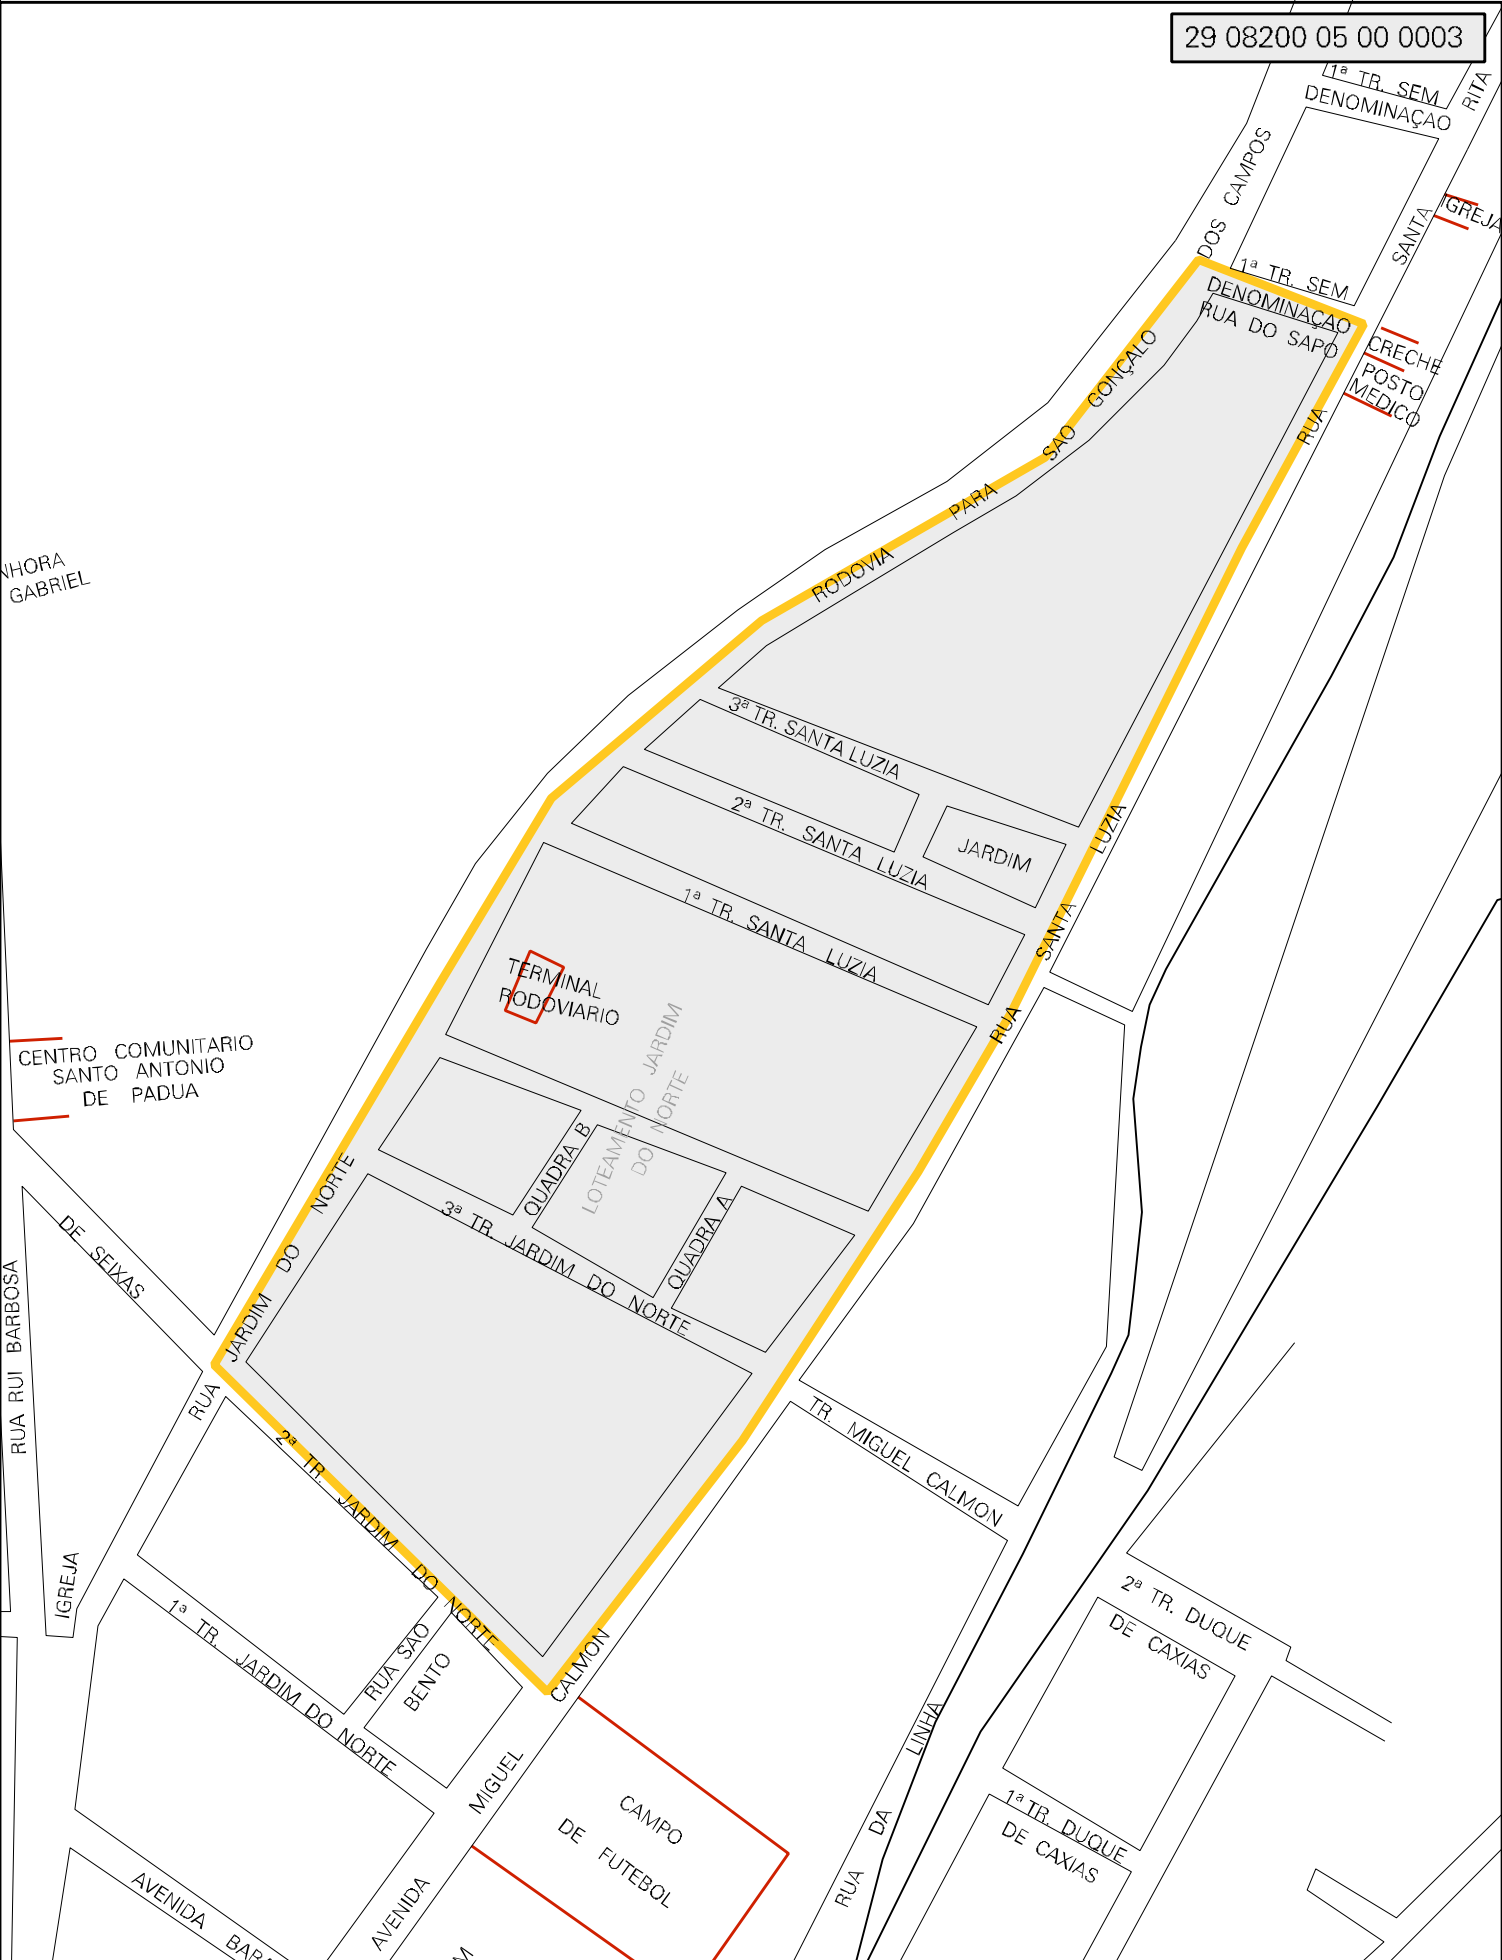 29 08200 05 00 0003
1ª TR. SEM
DENOMINAÇAO
RITA
SANTA
IGREJA
DOS CAMPOS
1ª TR. SEM
DENOMINAÇAO
RUA DO SAPO
CRECHE
POSTO
MEDICO
RUA
RODOVIA PARA SAO GONÇALO
GABRIEL
3ª TR. SANTA LUZIA
2ª TR. SANTA LUZIA
JARDIM
LUZIA
SANTA
RUA
1ª TR. SANTA LUZIA
TERMINAL
RODOVIARIO
LOTEAMENTO JARDIM
DO NORTE
CENTRO COMUNITARIO
SANTO ANTONIO
DE PADUA
QUADRA B
QUADRA A
3ª TR. JARDIM DO NORTE
RUA JARDIM DO NORTE
DE SEIXAS
RUA RUI BARBOSA
2ª TR. JARDIM DO NORTE
TR. MIGUEL CALMON
IGREJA
1ª TR. JARDIM DO NORTE
RUA SAO
BENTO
2ª TR. DUQUE
DE CAXIAS
AVENIDA MIGUEL CALMON
CAMPO
DE FUTEBOL
RUA DA LINHA
1ª TR. DUQUE
DE CAXIAS
AVENIDA